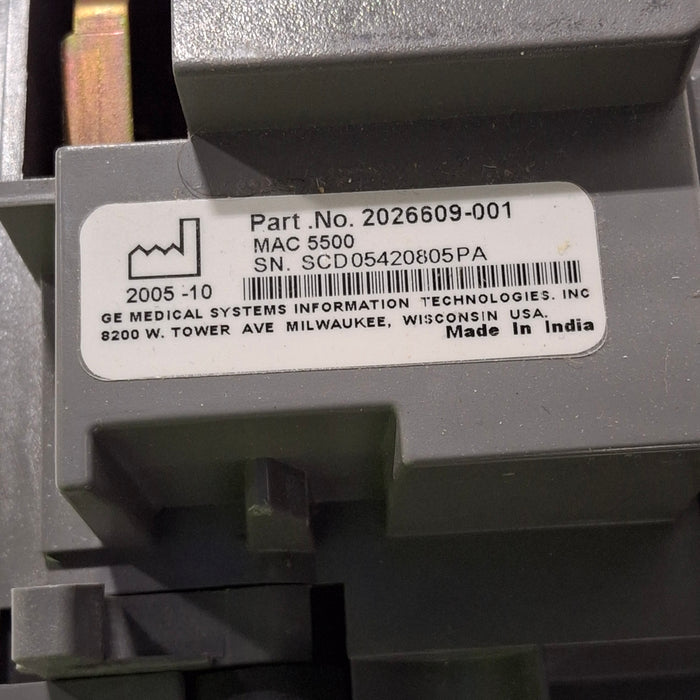 Part .No. 2026609-001
MAC 5500
SN. SCD05420805PA
2005 -10
GE MEDICAL SYSTEMS INFORMATION TECHNOLOGIES. INC
8200 W. TOWER AVE MILWAUKEE, WISCONSIN USA.
Made In India